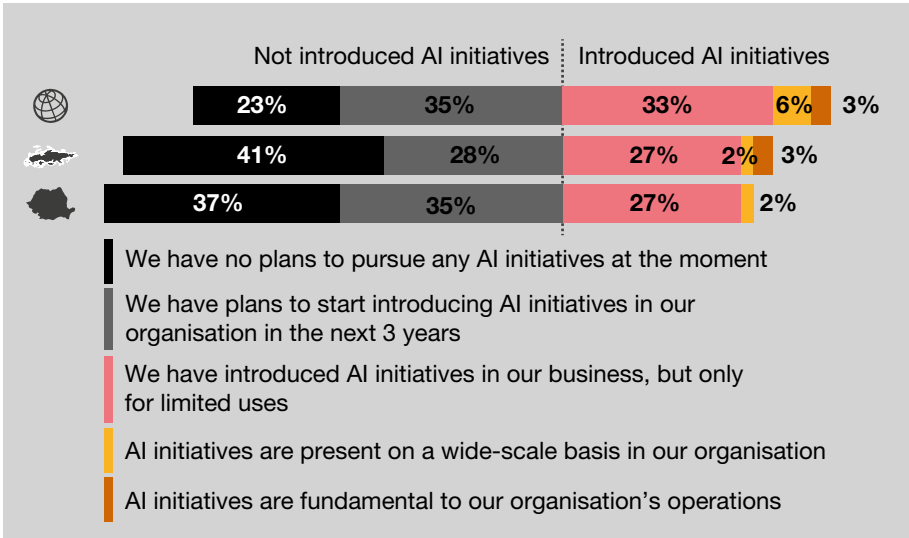 Not introduced AI initiatives Introduced AI initiatives
23% 35% 33% 6% 3%
41% 28% 27% 2% 3%
37% 35% 27% 2%
We have no plans to pursue any AI initiatives at the moment
We have plans to start introducing AI initiatives in our
organisation in the next 3 years
We have introduced AI initiatives in our business, but only
for limited uses
AI initiatives are present on a wide-scale basis in our organisation
AI initiatives are fundamental to our organisation’s operations